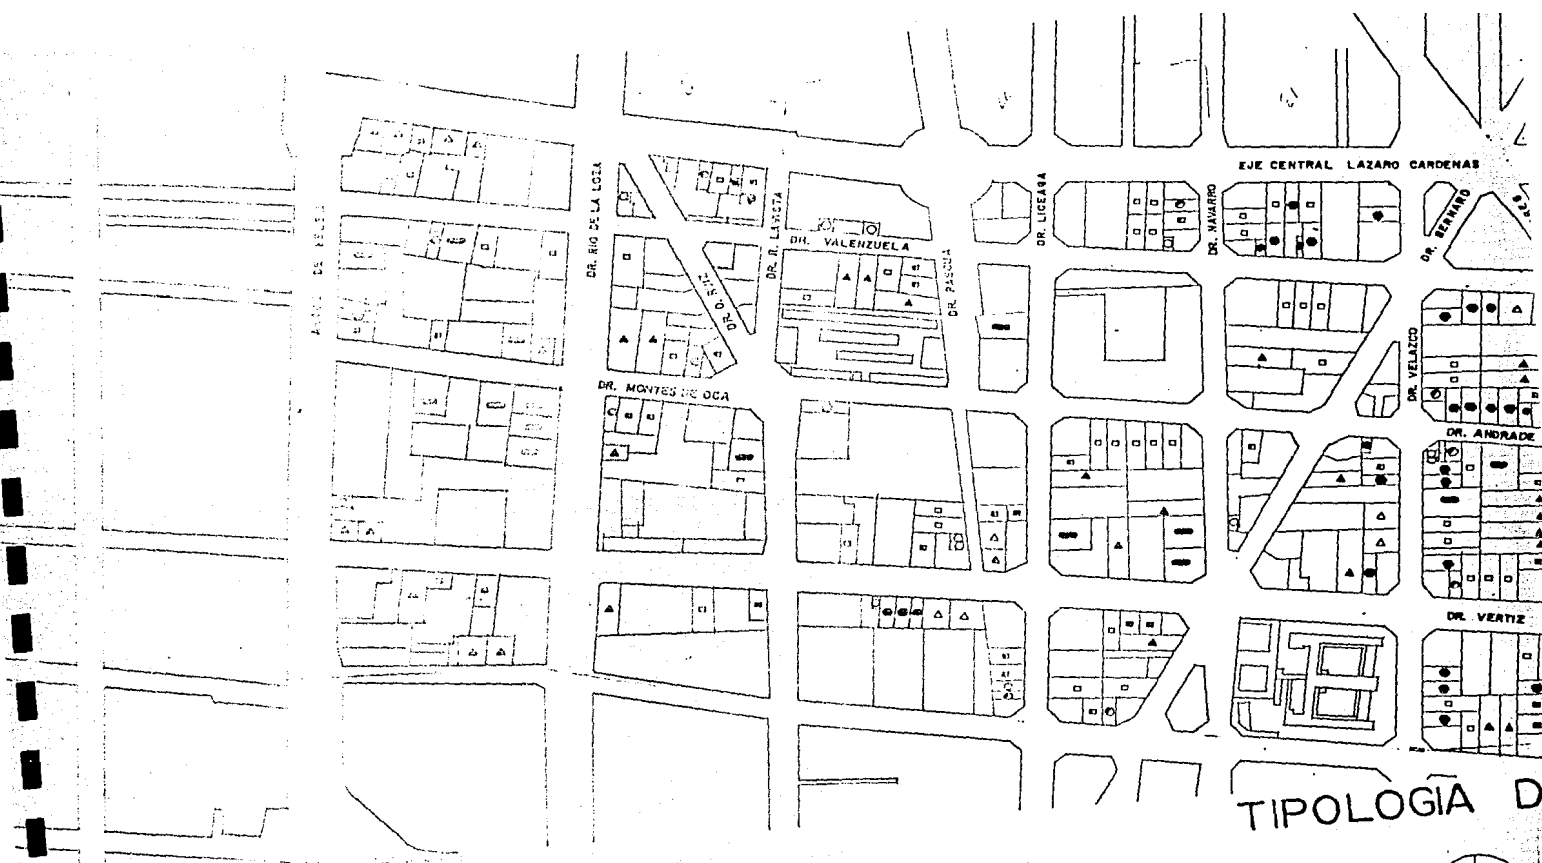 EJE CENTRAL LAZARO CARDENAS
DR. RIO DE LA LOZA
DR. R. LAVISTA
DR. LICEAGA
DR. NAVARRO
DR. BERNARD
DR. VALENZUELA
DR. PASCUA
DR. VELAZCO
DR. MONTES DE OCA
DR. ANDRADE
DR. VERTIZ
TIPOLOGIA D